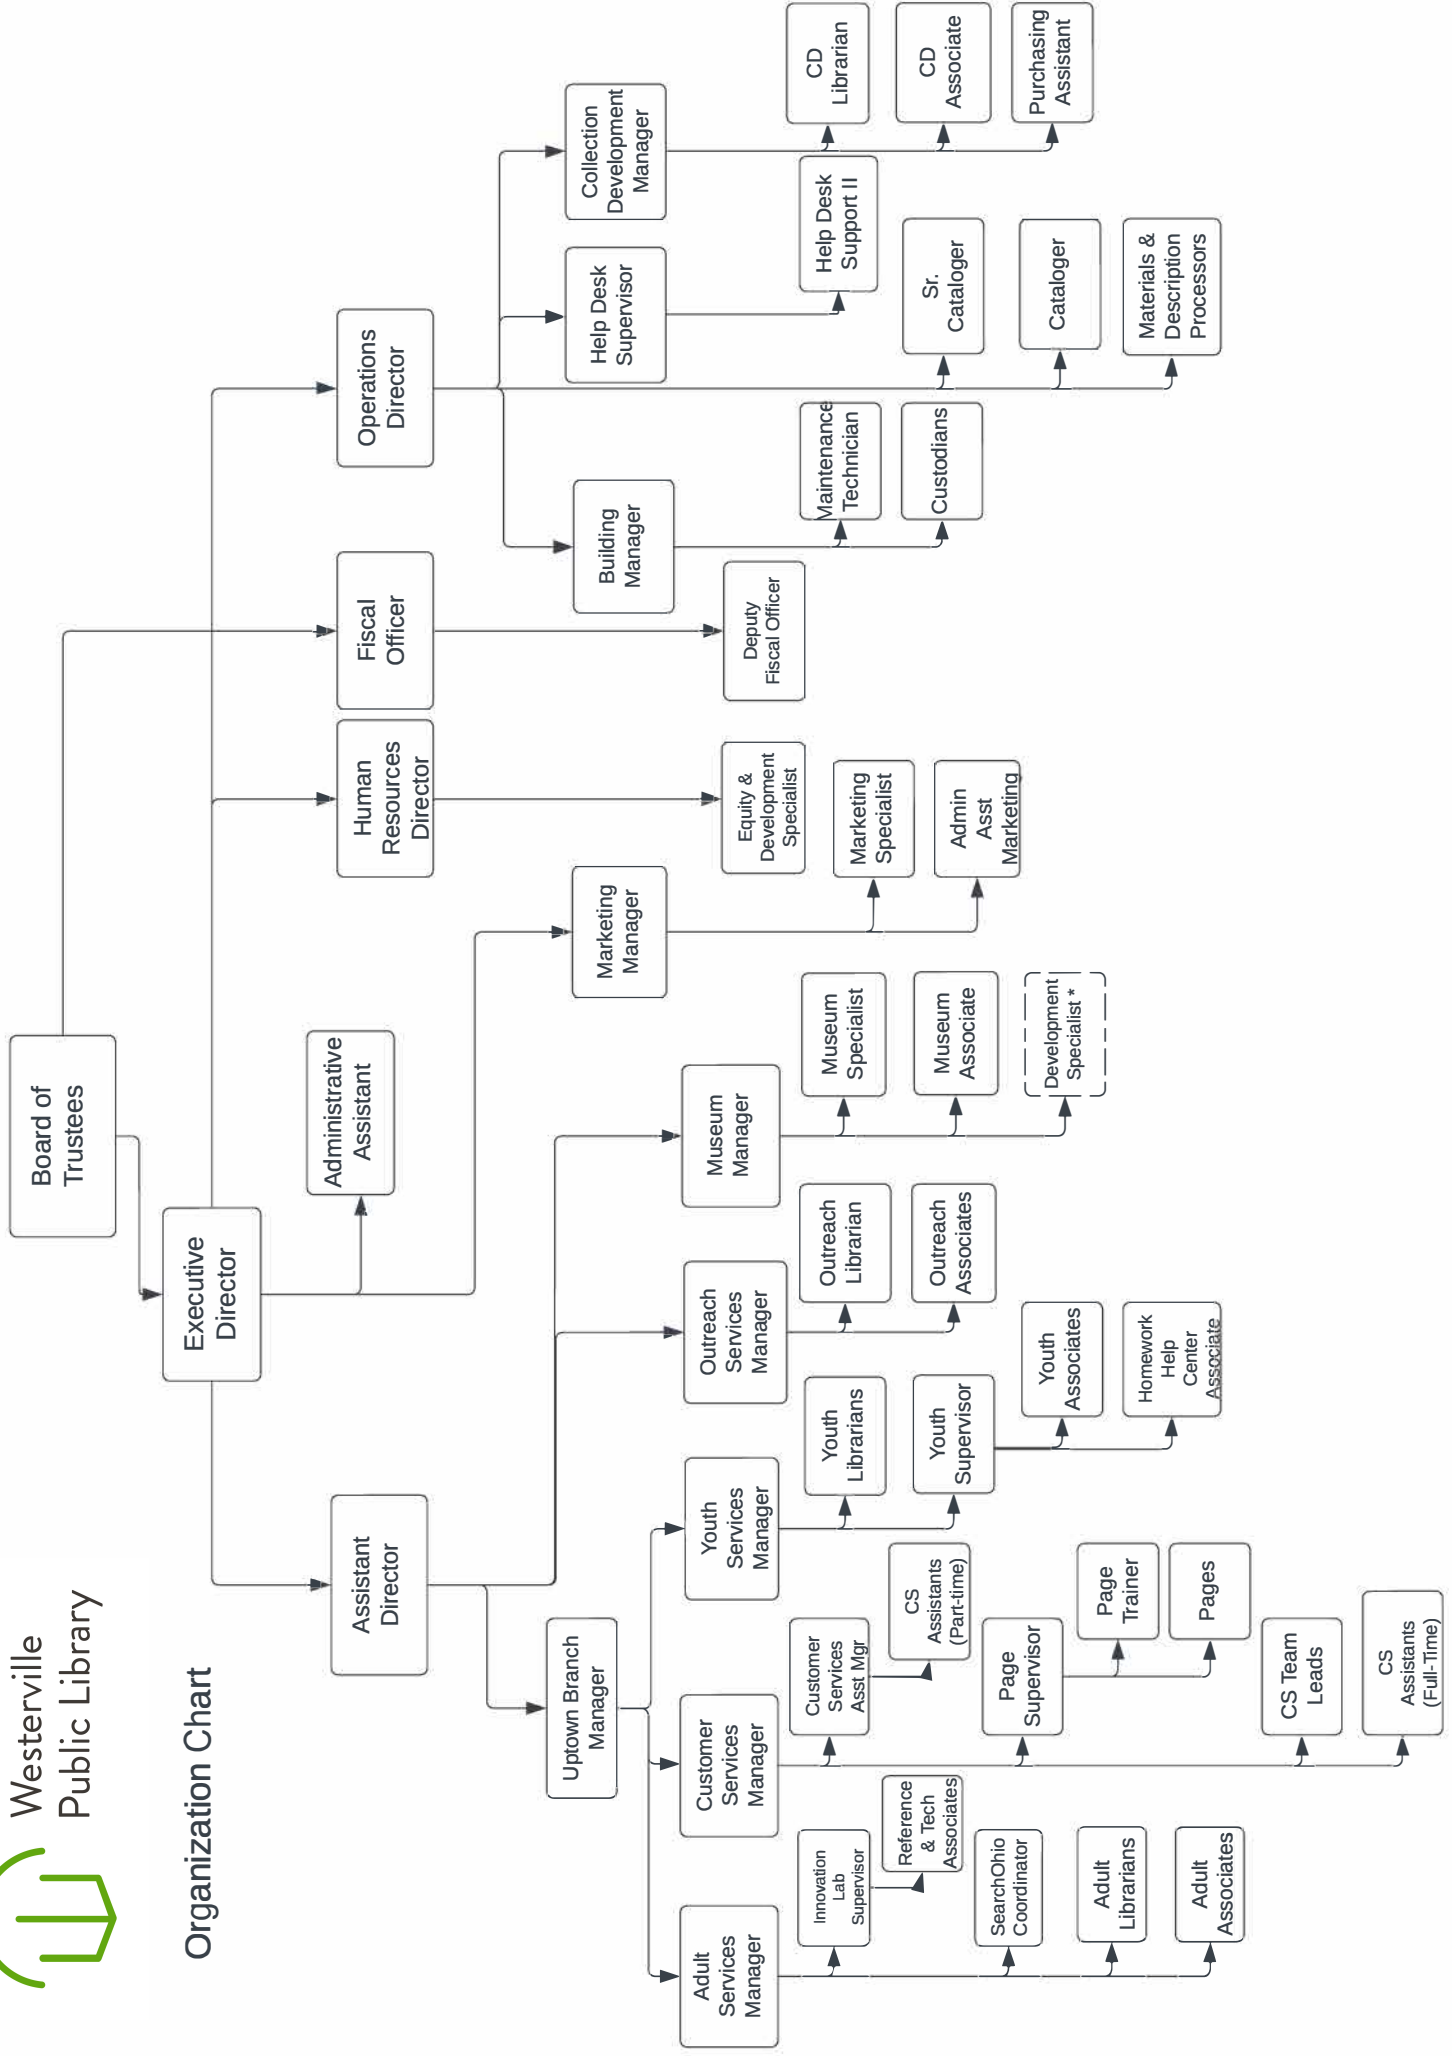 Westerville
Public Library
Organization Chart
Board of
Trustees
Executive
Director
Administrative
Assistant
Assistant
Director
Human
Resources
Director
Fiscal
Officer
Operations
Director
Uptown Branch
Manager
Marketing
Manager
Building
Manager
Help Desk
Supervisor
Collection
Development
Manager
Adult
Services
Manager
Customer
Services
Manager
Youth
Services
Manager
Outreach
Services
Manager
Museum
Manager
Equity &
Development
Specialist
Deputy
Fiscal Officer
Innovation
Lab
Supervisor
Reference
& Tech
Associates
SearchOhio
Coordinator
Adult
Librarians
Adult
Associates
Customer
Services
Asst Mgr
CS
Assistants
(Part-time)
Page
Supervisor
Page
Trainer
Pages
CS Team
Leads
CS
Assistants
(Full-Time)
Youth
Librarians
Youth
Supervisor
Youth
Associates
Homework
Help
Center
Associate
Outreach
Librarian
Outreach
Associates
Museum
Specialist
Museum
Associate
Development
Specialist *
Marketing
Specialist
Admin
Asst
Marketing
Maintenance
Technician
Custodians
Help Desk
Support II
Sr.
Cataloger
Cataloger
Materials &
Description
Processors
CD
Librarian
CD
Associate
Purchasing
Assistant